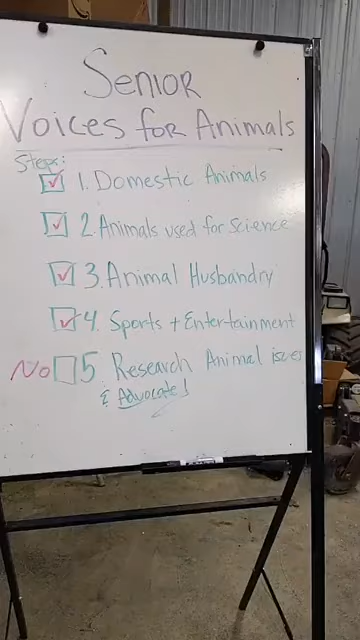 Senior
Voices for Animals
Steps:
1. Domestic Animals
2. Animals used for Science
3. Animal Husbandry
4. Sports + Entertainment
No 5 Research Animal issues
& Advocate!